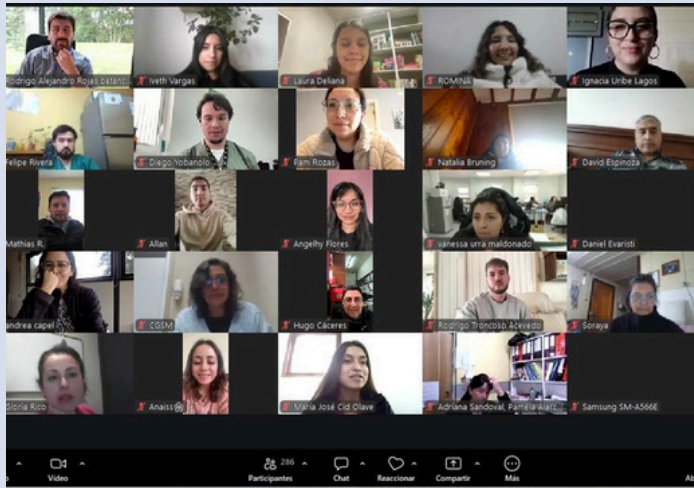 Rodrigo Alejandro Rojas betanz...
Iveth Vargas
Laura Deliana
ROMINA
Ignacia Uribe Lagos
Felipe Rivera
Diego Yobanolo
Pam Rozas
Natalia Bruning
David Espinoza
Mathias R.
Allan
Angelhy Flores
vanessa urra maldonado
Daniel Evaristi
andrea capel
CGSM
Hugo Cáceres
Rodrigo Troncoso Acevedo
Soraya
Gloria Rico
Anaiss
María José Cid Olave
Adriana Sandoval, Pamela Alarc...
Samsung SM-A566E
Video
Participantes
286
Chat
Reaccionar
Compartir
Más